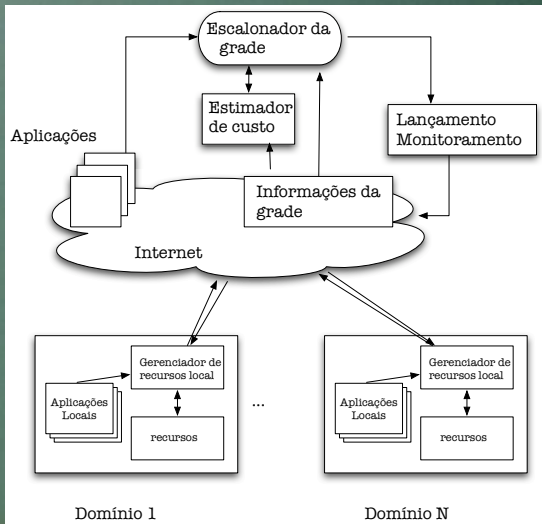 Escalonador da
grade
Estimador
de custo
Lançamento
Monitoramento
Aplicações
Informações da
grade
Internet
Gerenciador de
recursos local
Aplicações
Locais
recursos
...
Gerenciador de
recursos local
Aplicações
Locais
recursos
Domínio 1
Domínio N